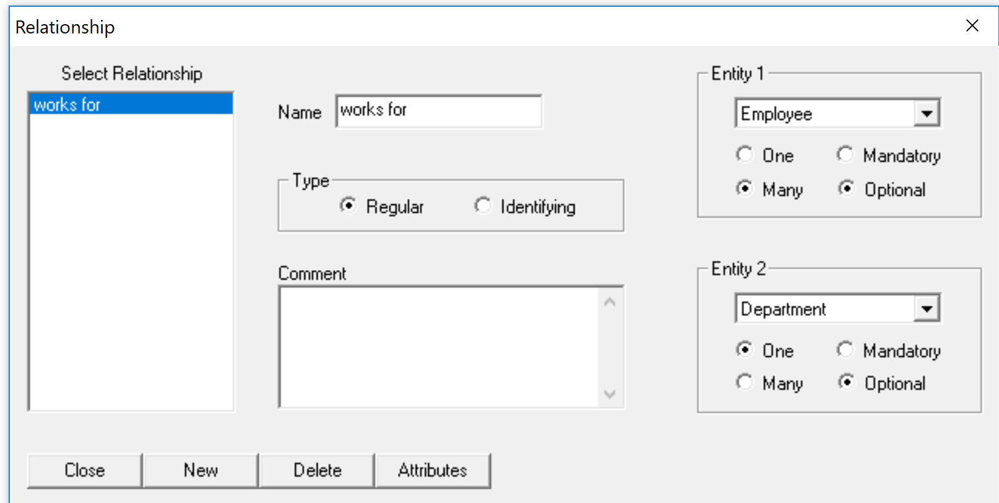 Relationship
Select Relationship
works for
Name
works for
Type
Regular
Identifying
Comment
Entity 1
Employee
One
Mandatory
Many
Optional
Entity 2
Department
One
Mandatory
Many
Optional
Close
New
Delete
Attributes